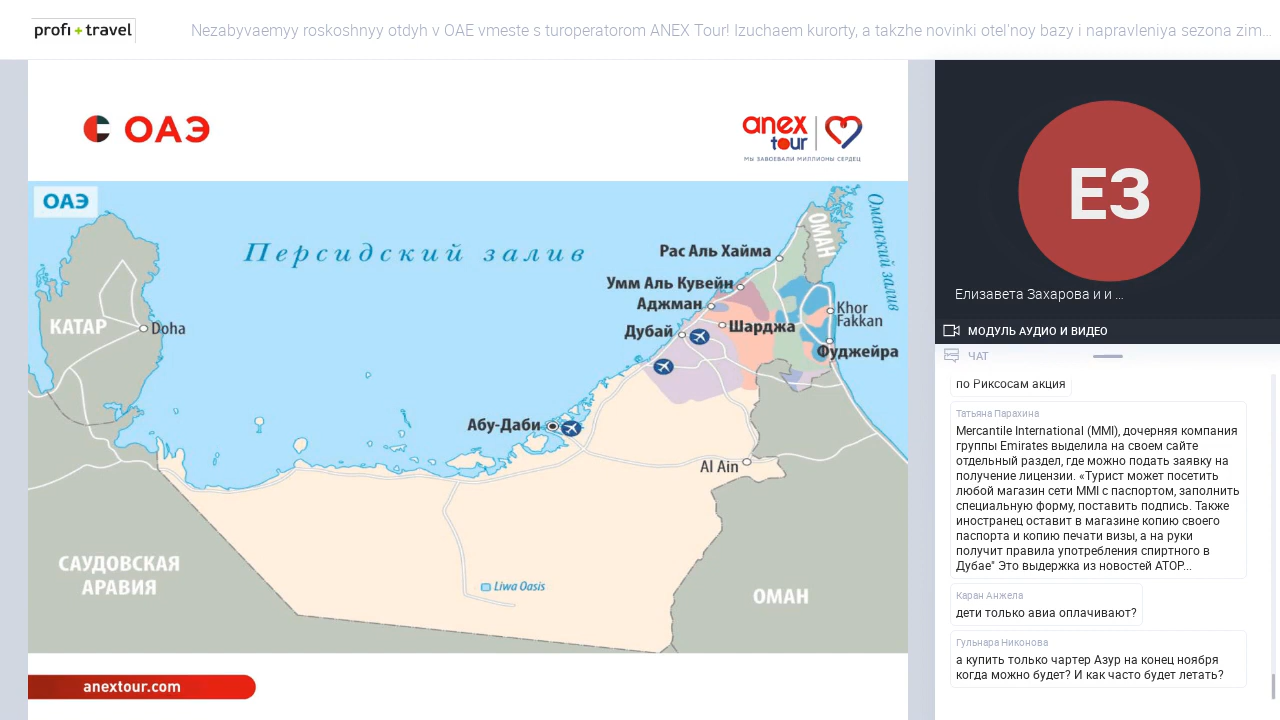 profi+travel
Nezabyvaemyy roskoshnyy otdyh v OAE vmeste s turoperatorom ANEX Tour! Izuchaem kurorty, a takzhe novinki otel'noy bazy i napravleniya sezona zim...
ОАЭ
anex
tour
МЫ ЗАВОЕВАЛИ МИЛЛИОНЫ СЕРДЕЦ
ОАЭ
Персидский залив
Оманский залив
ОМАН
Рас Аль Хайма
Умм Аль Кувейн
Аджман
Дубай
Шарджа
Khor
Fakkan
Фуджейра
КАТАР
Doha
Абу-Даби
Al Ain
САУДОВСКАЯ
АРАВИЯ
Liwa Oasis
ОМАН
anextour.com
ЕЗ
Елизавета Захарова и и ...
МОДУЛЬ АУДИО И ВИДЕО
ЧАТ
по Риксосам акция
Татьяна Парахина
Mercantile International (MMI), дочерняя компания
группы Emirates выделила на своем сайте
отдельный раздел, где можно подать заявку на
получение лицензии. «Турист может посетить
любой магазин сети MMI с паспортом, заполнить
специальную форму, поставить подпись. Также
иностранец оставит в магазине копию своего
паспорта и копию печати визы, а на руки
получит правила употребления спиртного в
Дубае" Это выдержка из новостей АТОР...
Каран Анжела
дети только авиа оплачивают?
Гульнара Никонова
а купить только чартер Азур на конец ноября
когда можно будет? И как часто будет летать?